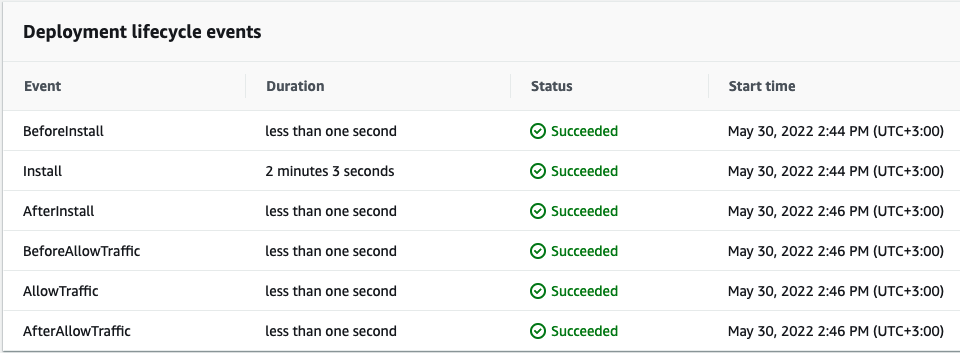 Deployment lifecycle events
Event Duration Status Start time
BeforeInstall less than one second Succeeded May 30, 2022 2:44 PM (UTC+3:00)
Install 2 minutes 3 seconds Succeeded May 30, 2022 2:44 PM (UTC+3:00)
AfterInstall less than one second Succeeded May 30, 2022 2:46 PM (UTC+3:00)
BeforeAllowTraffic less than one second Succeeded May 30, 2022 2:46 PM (UTC+3:00)
AllowTraffic less than one second Succeeded May 30, 2022 2:46 PM (UTC+3:00)
AfterAllowTraffic less than one second Succeeded May 30, 2022 2:46 PM (UTC+3:00)